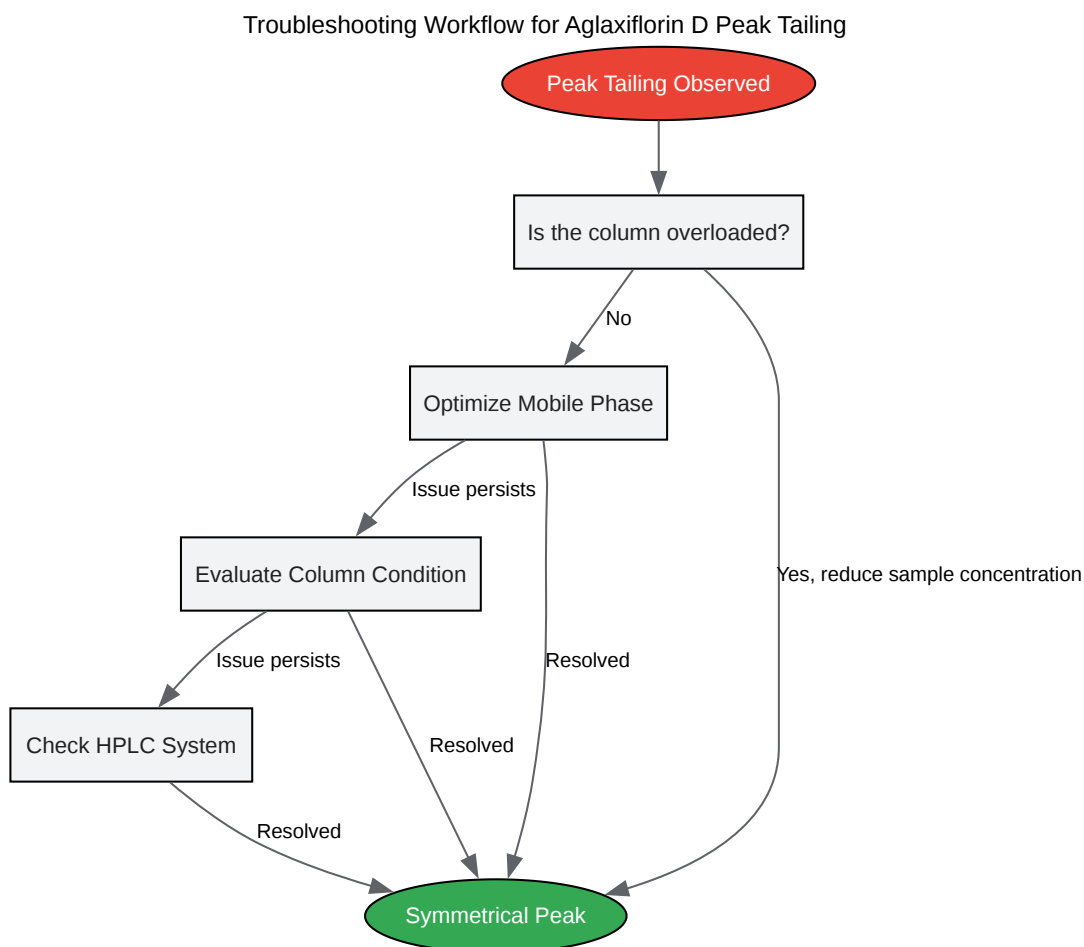 Troubleshooting Workflow for Aglaxiflorin D Peak Tailing
Peak Tailing Observed
Is the column overloaded?
No
Optimize Mobile Phase
Issue persists
Evaluate Column Condition
Yes, reduce sample concentration
Issue persists
Resolved
Check HPLC System
Resolved
Resolved
Symmetrical Peak